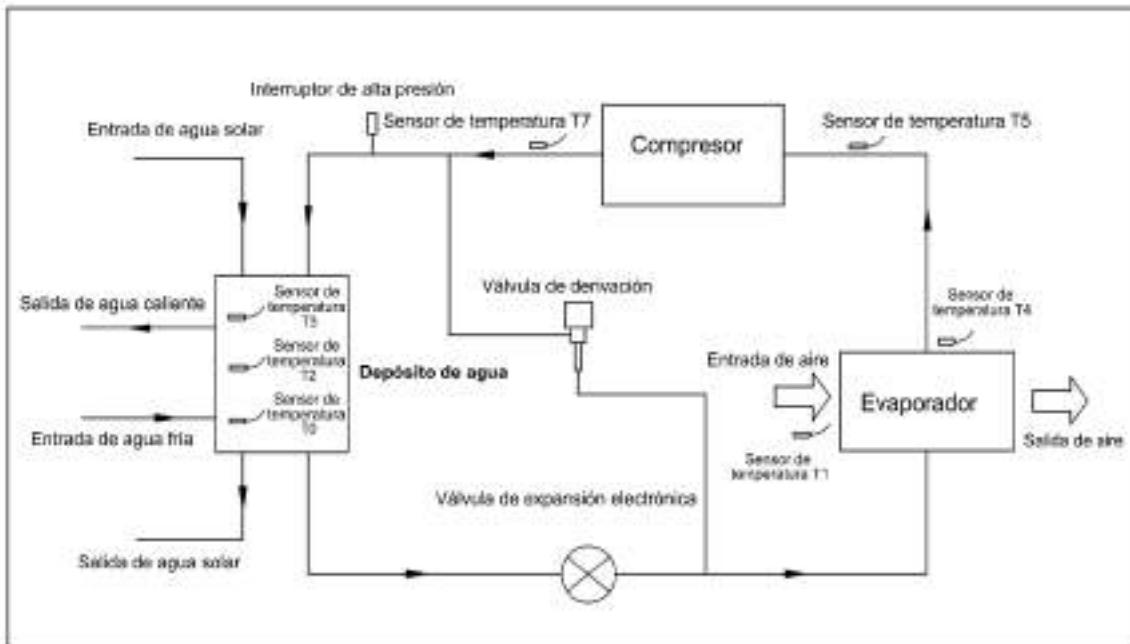 Interruptor de alta presión
Entrada de agua solar
Sensor de temperatura T7
Compresor
Sensor de temperatura T5
Salida de agua caliente
Sensor de
temperatura
T3
Sensor de
temperatura
T2
Depósito de agua
Sensor de
temperatura
T0
Entrada de agua fría
Salida de agua solar
Válvula de derivación
Válvula de expansión electrónica
Sensor de
temperatura T4
Entrada de aire
Evaporador
Salida de aire
Sensor de
temperatura T1